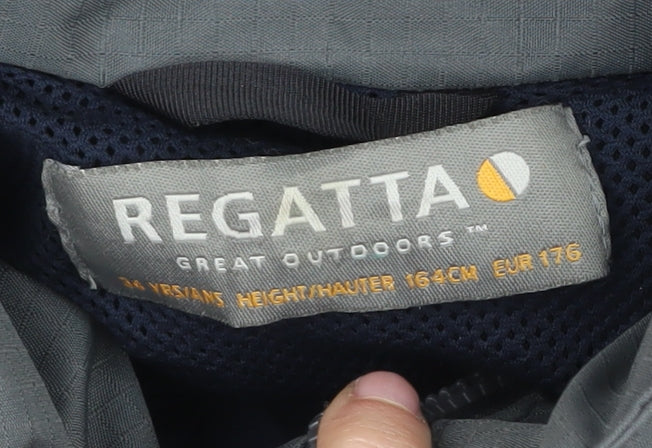 REGATTA
GREAT OUTDOORS ™
YRS/ANS HEIGHT/HAUTER 164CM EUR 176